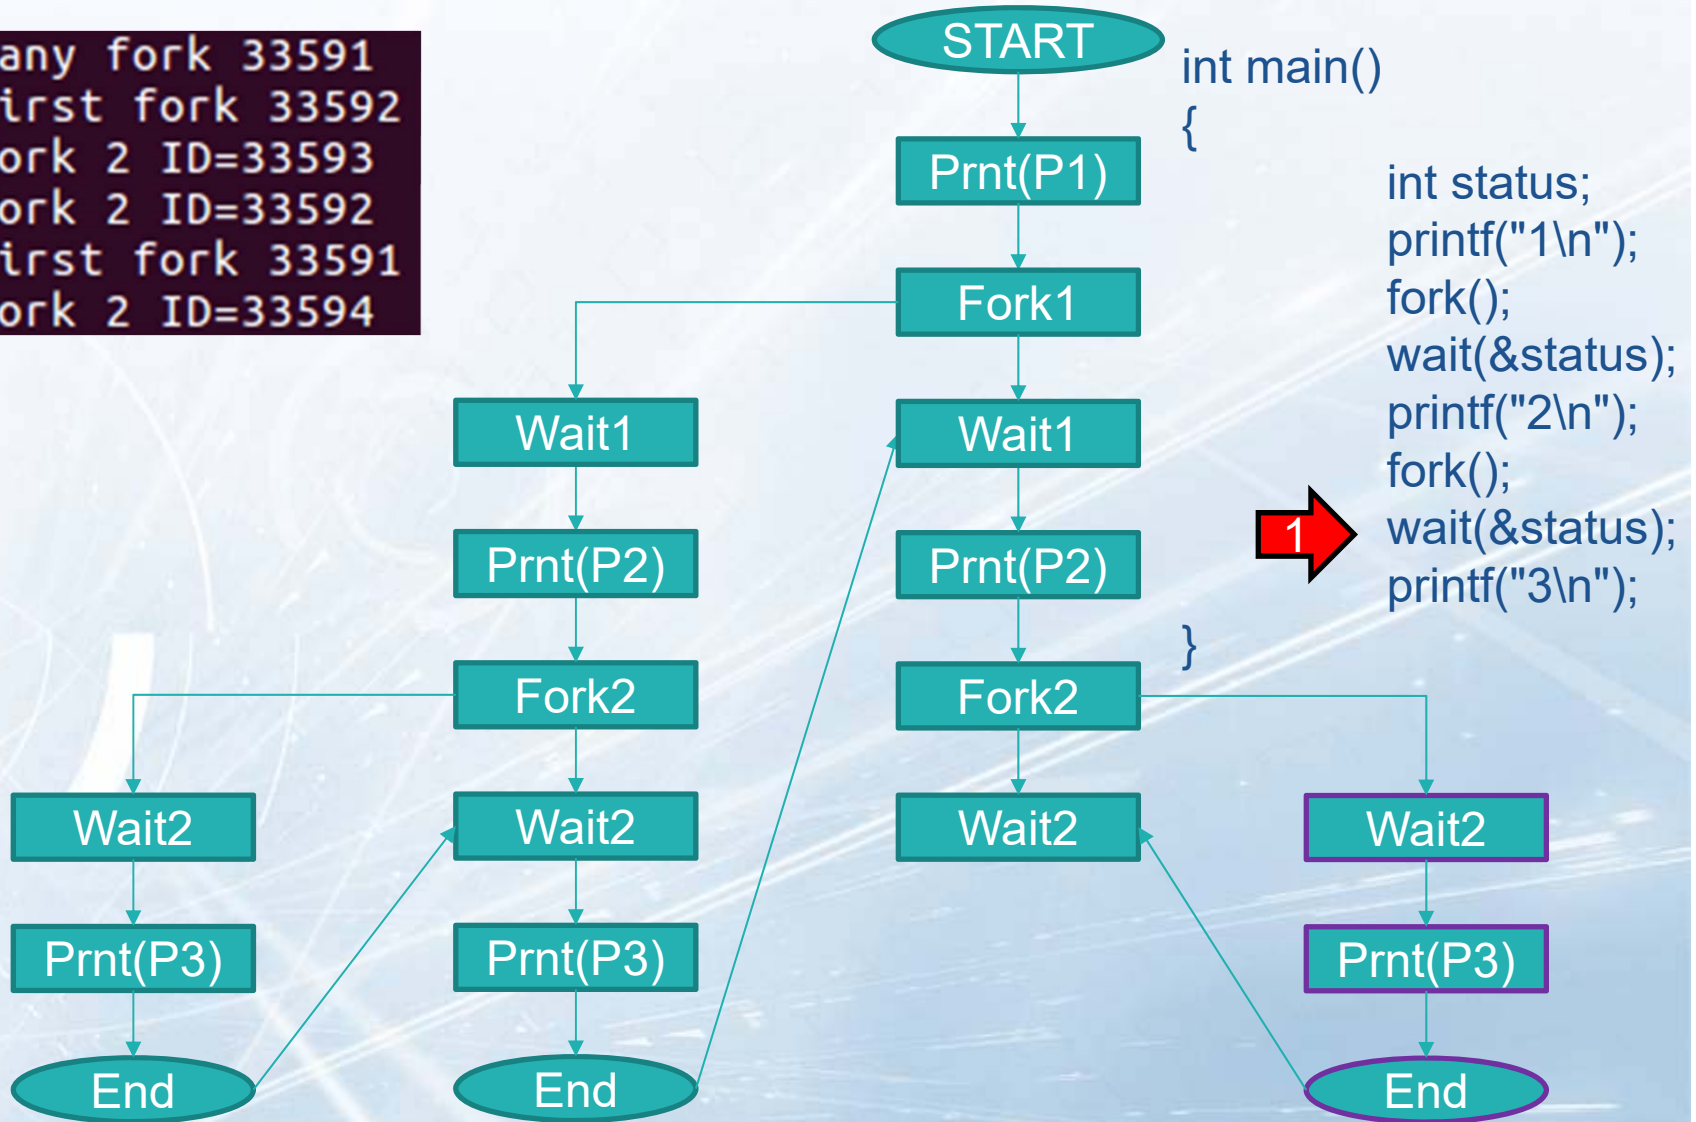 any fork 33591
irst fork 33592
ork 2 ID=33593
ork 2 ID=33592
irst fork 33591
ork 2 ID=33594
START
Prnt(P1)
Fork1
Wait1
Wait1
Prnt(P2)
Prnt(P2)
Fork2
Fork2
Wait2
Wait2
Wait2
Wait2
Prnt(P3)
Prnt(P3)
Prnt(P3)
End
End
End
int main()
{
int status;
printf("1\n");
fork();
wait(&status);
printf("2\n");
fork();
1
wait(&status);
printf("3\n");
}